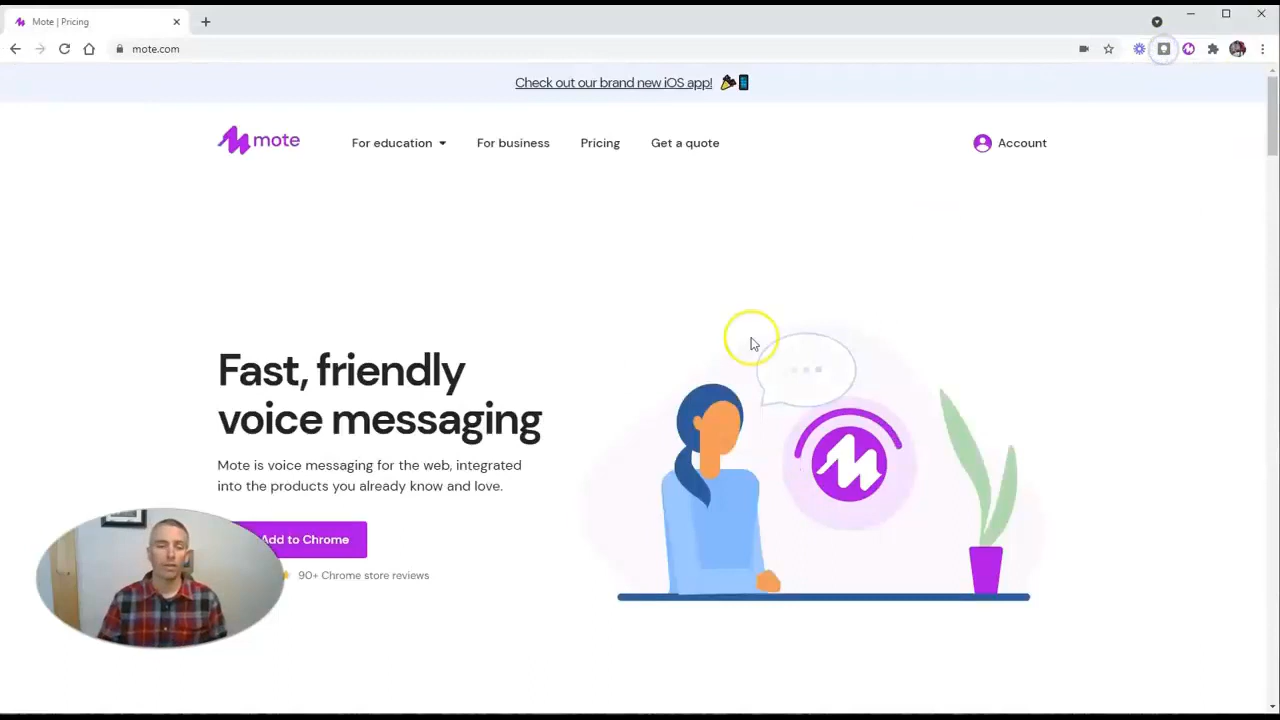 Mote | Pricing
mote.com
Check out our brand new iOS app!
mote
For education
For business
Pricing
Get a quote
Account
Fast, friendly
voice messaging
Mote is voice messaging for the web, integrated
into the products you already know and love.
Add to Chrome
90+ Chrome store reviews